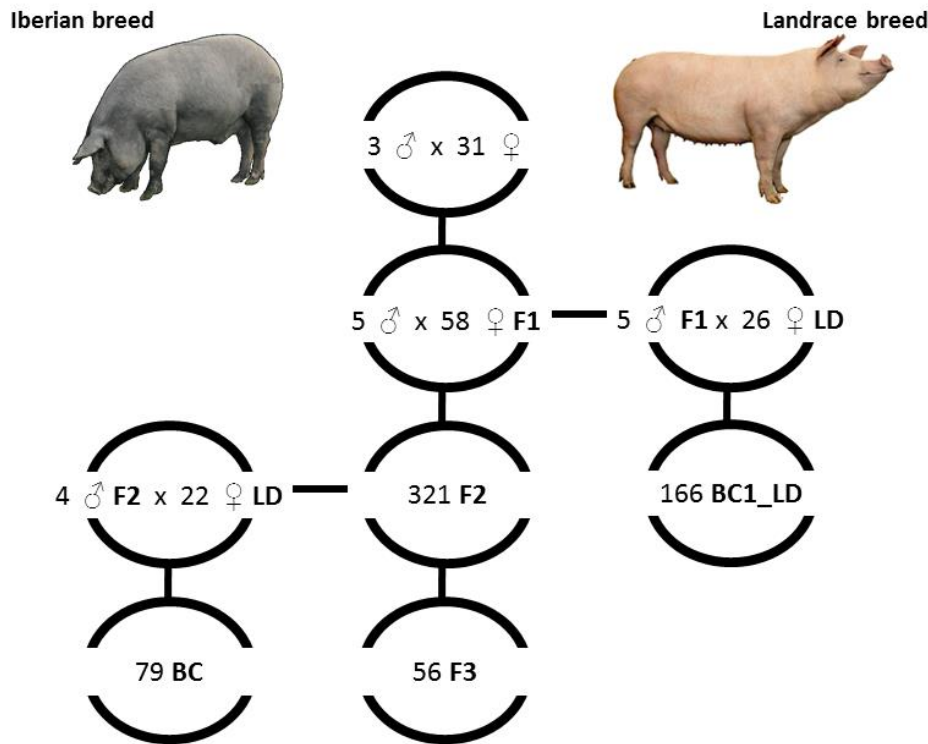 Iberian breed
Landrace breed
3 ♂ x 31 ♀
5 ♂ x 58 ♀ F1
5 ♂ F1 x 26 ♀ LD
4 ♂ F2 x 22 ♀ LD
321 F2
166 BC1_LD
79 BC
56 F3